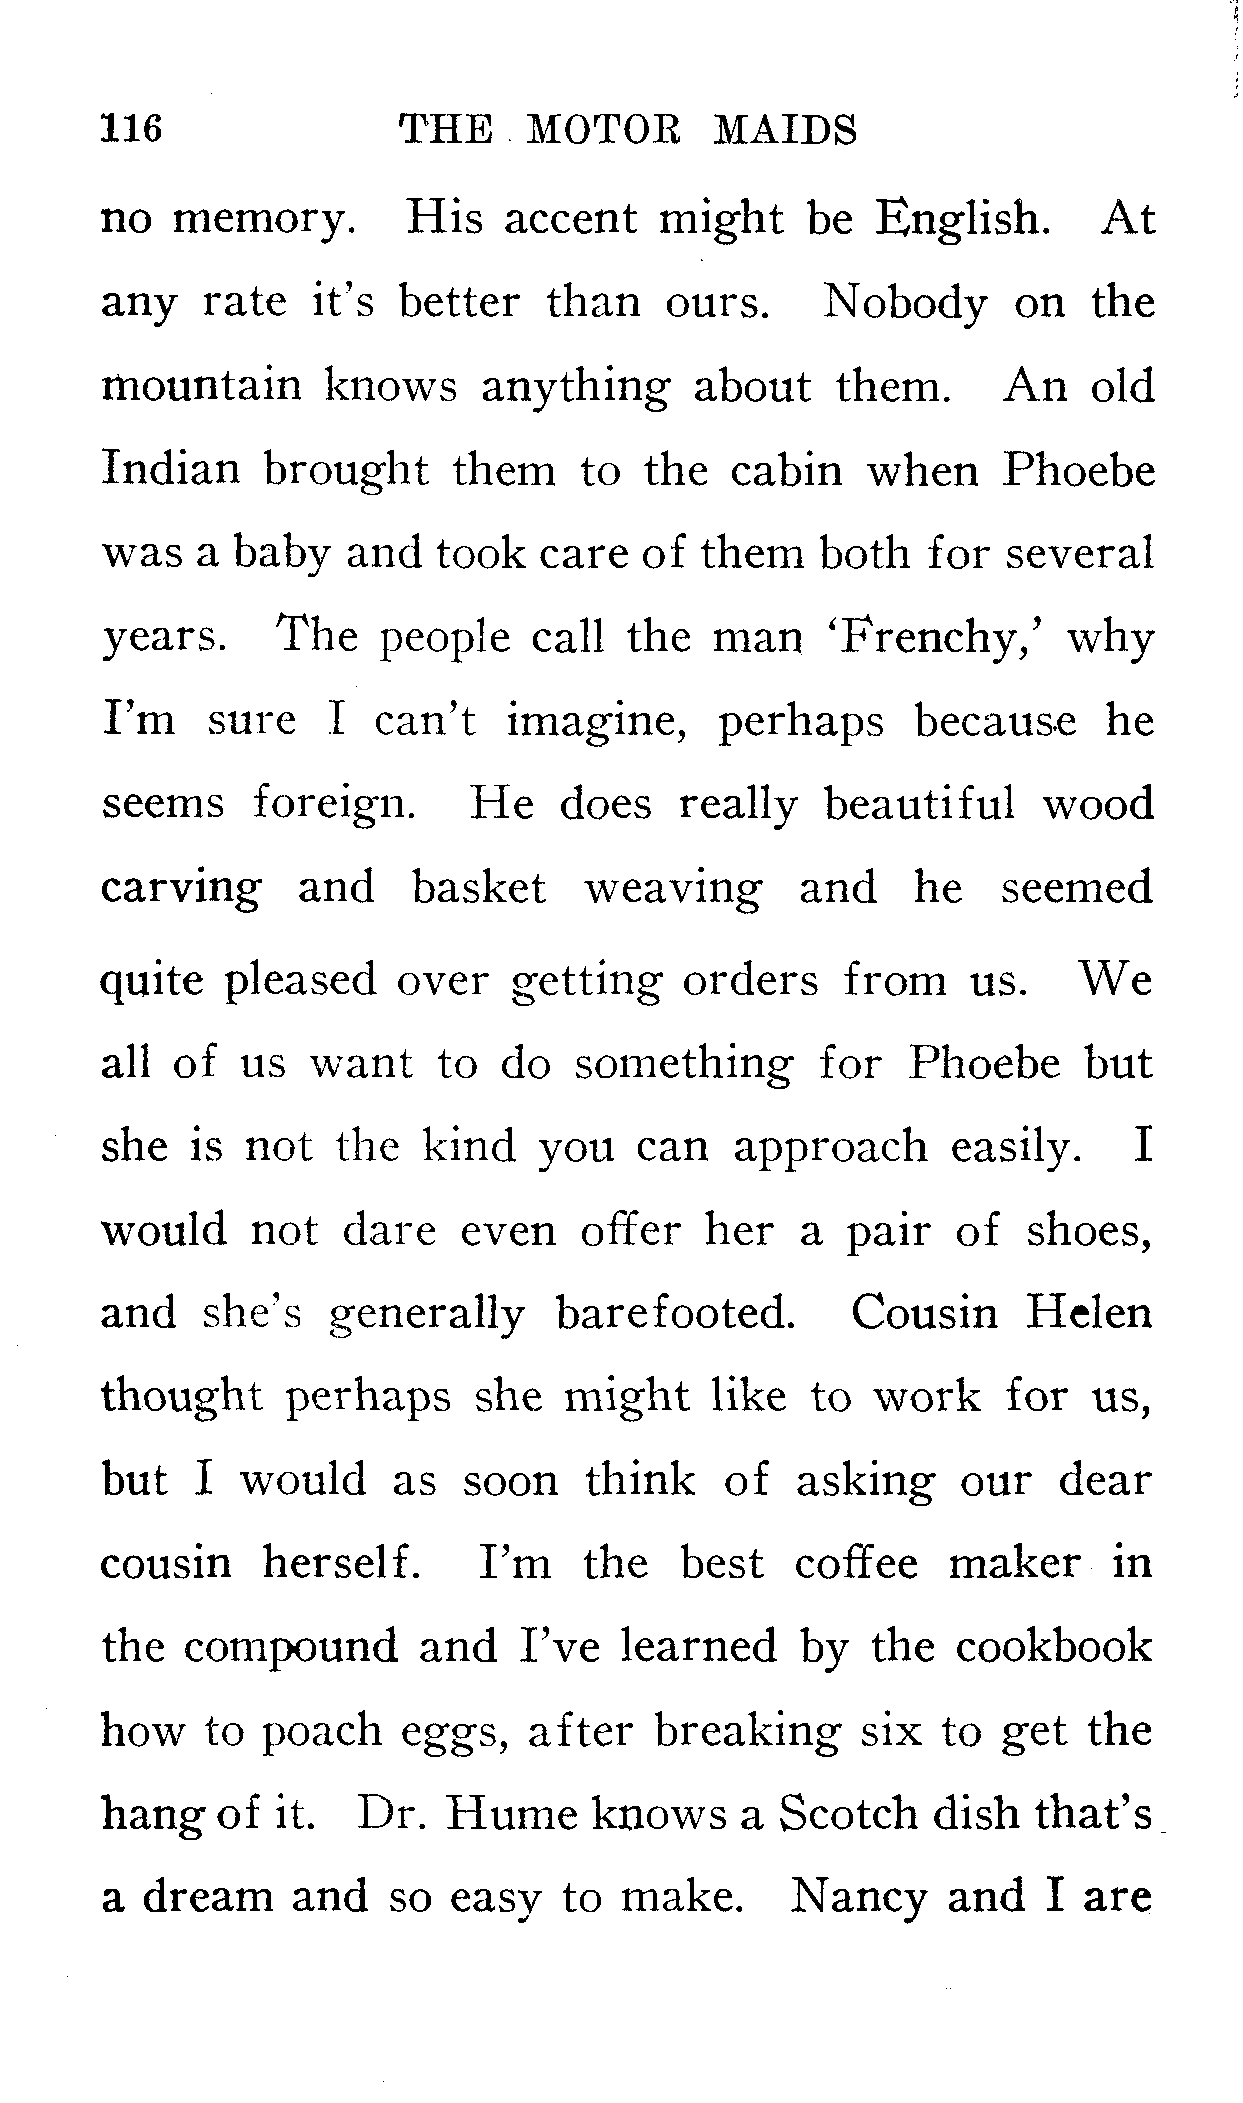 116 THE MOTOR MAIDS
no memory. His accent might be English. At
any rate it's better than ours. Nobody on the
mountain knows anything about them. An old
Indian brought them to the cabin when Phoebe
was a baby and took care of them both for several
years. The people call the man ‘Frenchy,’ why
I'm sure I can't imagine, perhaps because he
seems foreign. He does really beautiful wood
carving and basket weaving and he seemed
quite pleased over getting orders from us. We
all of us want to do something for Phoebe but
she is not the kind you can approach easily. I
would not dare even offer her a pair of shoes,
and she's generally barefooted. Cousin Helen
thought perhaps she might like to work for us,
but I would as soon think of asking our dear
cousin herself. I'm the best coffee maker in
the compound and I've learned by the cookbook
how to poach eggs, after breaking six to get the
hang of it. Dr. Hume knows a Scotch dish that's
a dream and so easy to make. Nancy and I are